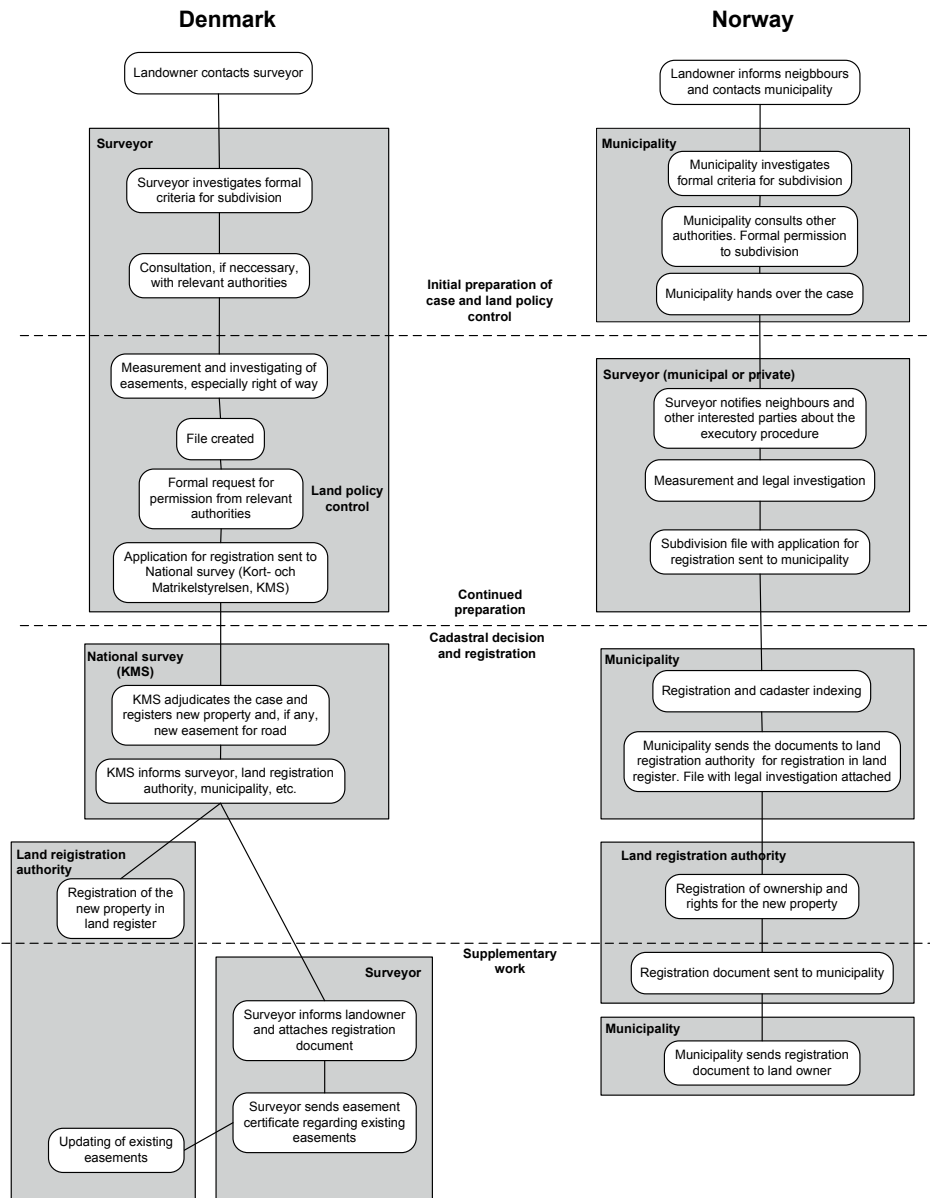 Denmark
Landowner contacts surveyor
Surveyor
Surveyor investigates formal
criteria for subdivision
Consultation, if neccessary,
with relevant authorities
Measurement and investigating of
easements, especially right of way
File created
Formal request for
permission from relevant
authorities
Land policy
control
Application for registration sent to
National survey (Kort- och
Matrikelstyrelsen, KMS)
National survey
(KMS)
KMS adjudicates the case and
registers new property and, if any,
new easement for road
KMS informs surveyor, land registration
authority, municipality, etc.
Land reigistration
authority
Registration of the
new property in
land register
Surveyor
Surveyor informs landowner
and attaches registration
document
Surveyor sends easement
certificate regarding existing
easements
Updating of existing
easements
Initial preparation of
case and land policy
control
Continued
preparation
Cadastral decision
and registration
Supplementary
work
Norway
Landowner informs neigbbours
and contacts municipality
Municipality
Municipality investigates
formal criteria for subdivision
Municipality consults other
authorities. Formal permission
to subdivision
Municipality hands over the case
Surveyor (municipal or private)
Surveyor notifies neighbours and
other interested parties about the
executory procedure
Measurement and legal investigation
Subdivision file with application for
registration sent to municipality
Municipality
Registration and cadaster indexing
Municipality sends the documents to land
registration authority for registration in land
register. File with legal investigation attached
Land registration authority
Registration of ownership and
rights for the new property
Registration document sent to municipality
Municipality
Municipality sends registration
document to land owner